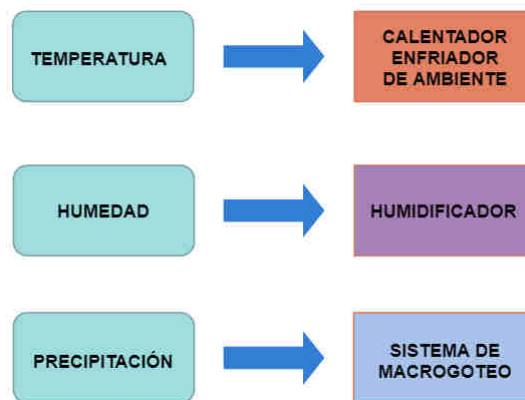 TEMPERATURA
CALENTADOR
ENFRIADOR
DE AMBIENTE
HUMEDAD
HUMIDIFICADOR
PRECIPITACIÓN
SISTEMA DE
MACROGOTEO